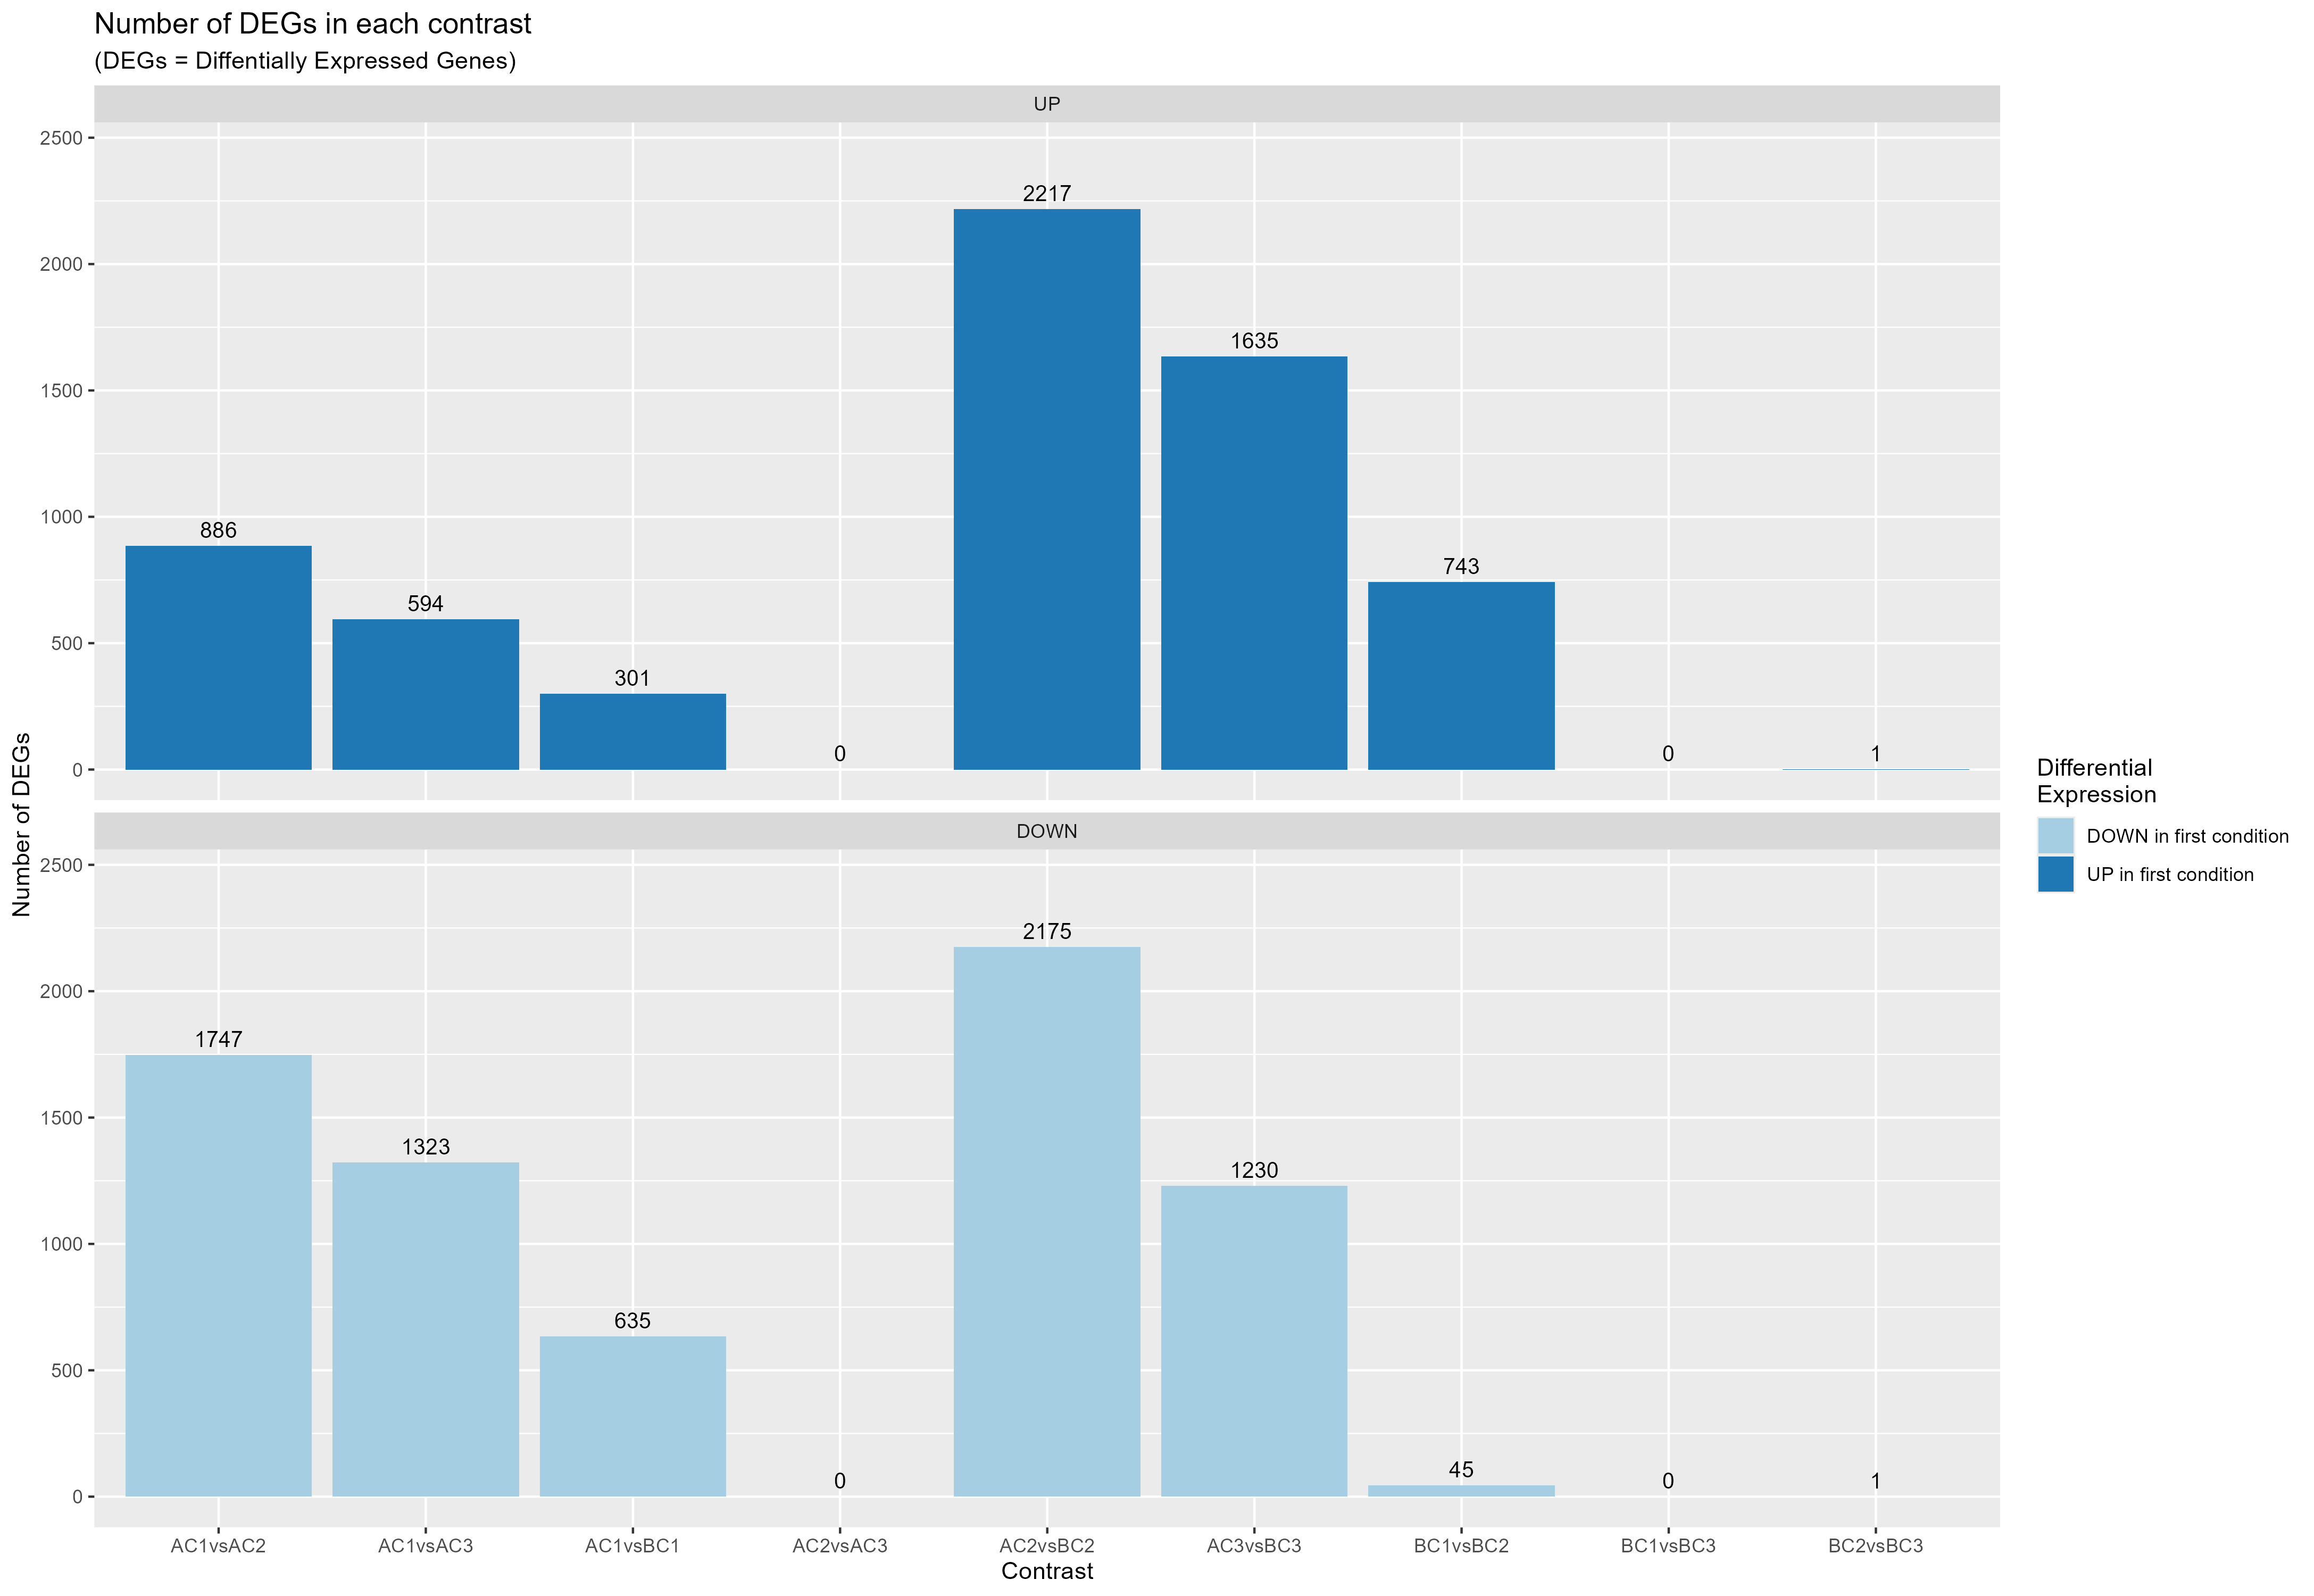 Number of DEGs in each contrast
(DEGs = Diffentially Expressed Genes)
UP
2500
2000
1500
1000
500
0
886
594
301
0
2217
1635
743
0
1
Number of DEGs
DOWN
2500
2000
1500
1000
500
0
1747
1323
635
0
2175
1230
45
0
1
AC1vsAC2 AC1vsAC3 AC1vsBC1 AC2vsAC3 AC2vsBC2 AC3vsBC3 BC1vsBC2 BC1vsBC3 BC2vsBC3
Contrast
Differential
Expression
DOWN in first condition
UP in first condition